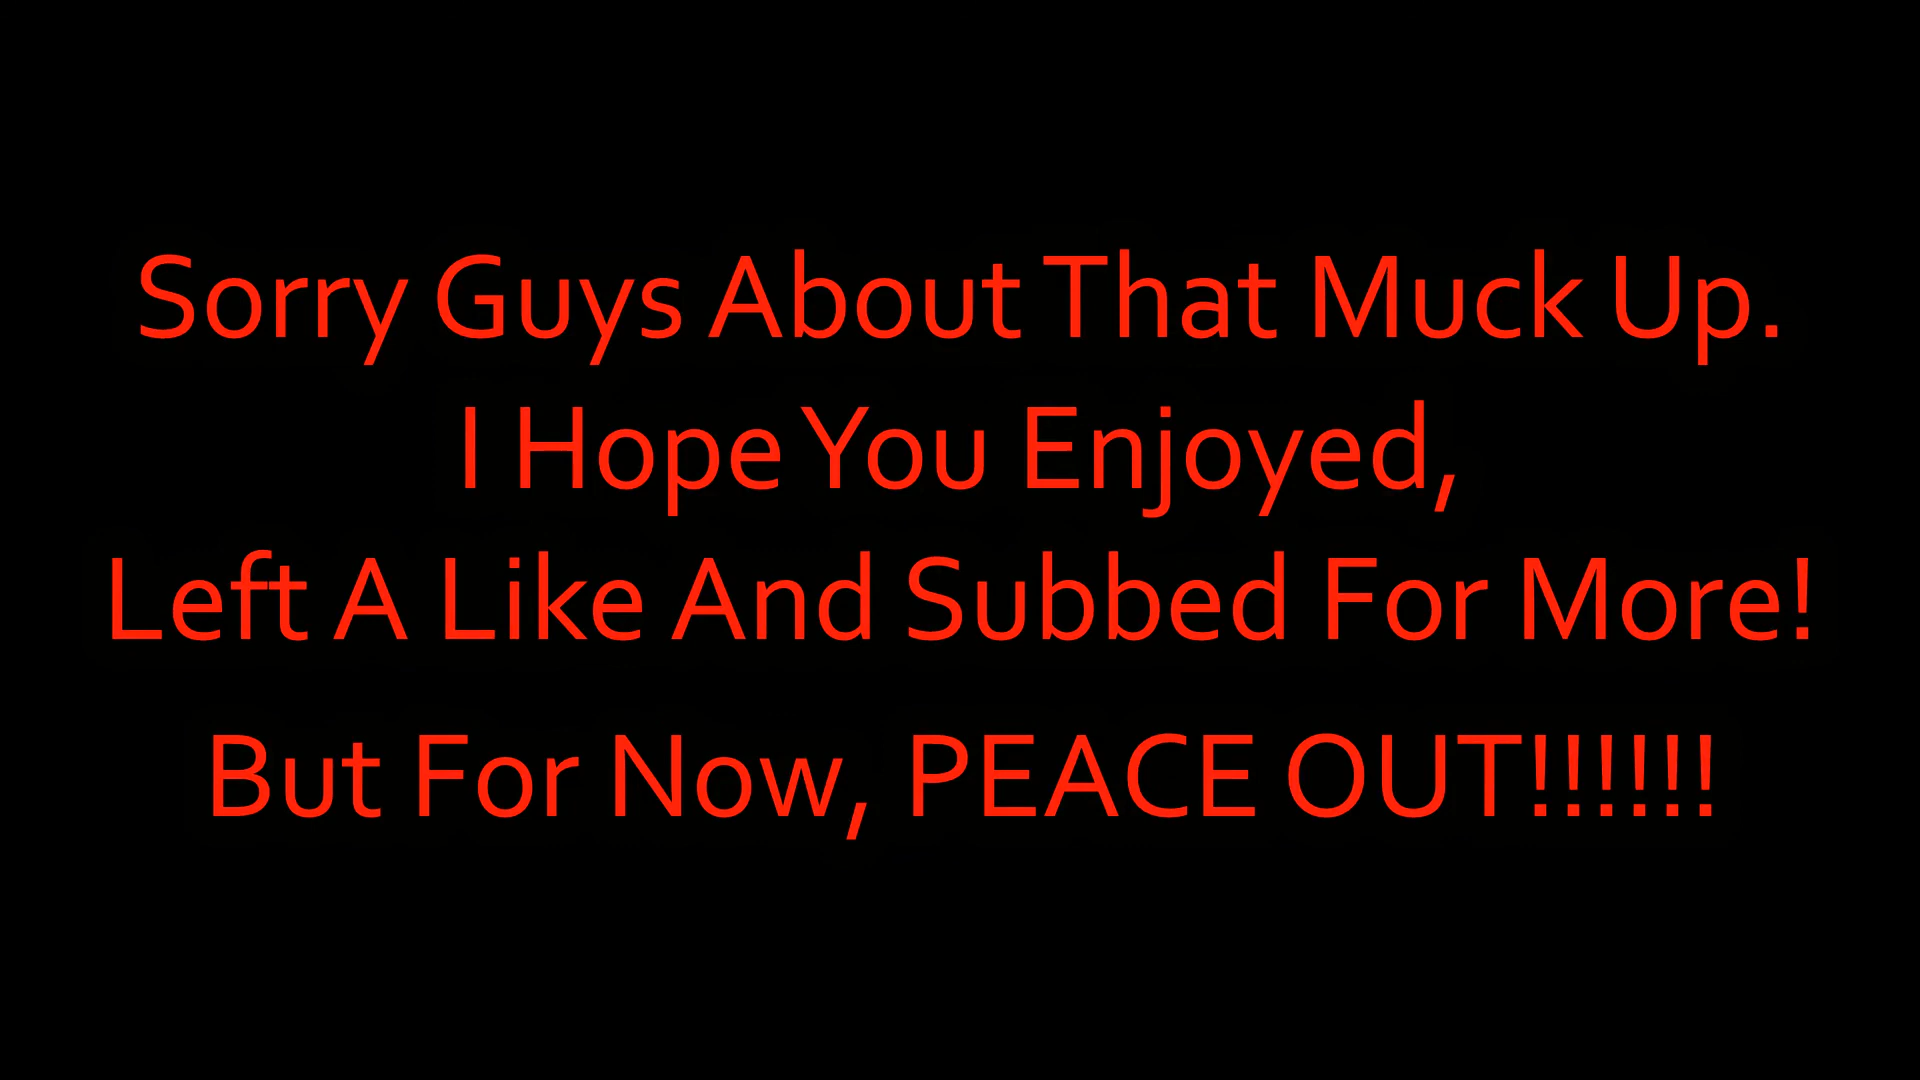 Sorry Guys About That Muck Up.
I Hope You Enjoyed,
Left A Like And Subbed For More!
But For Now, PEACE OUT!!!!!!